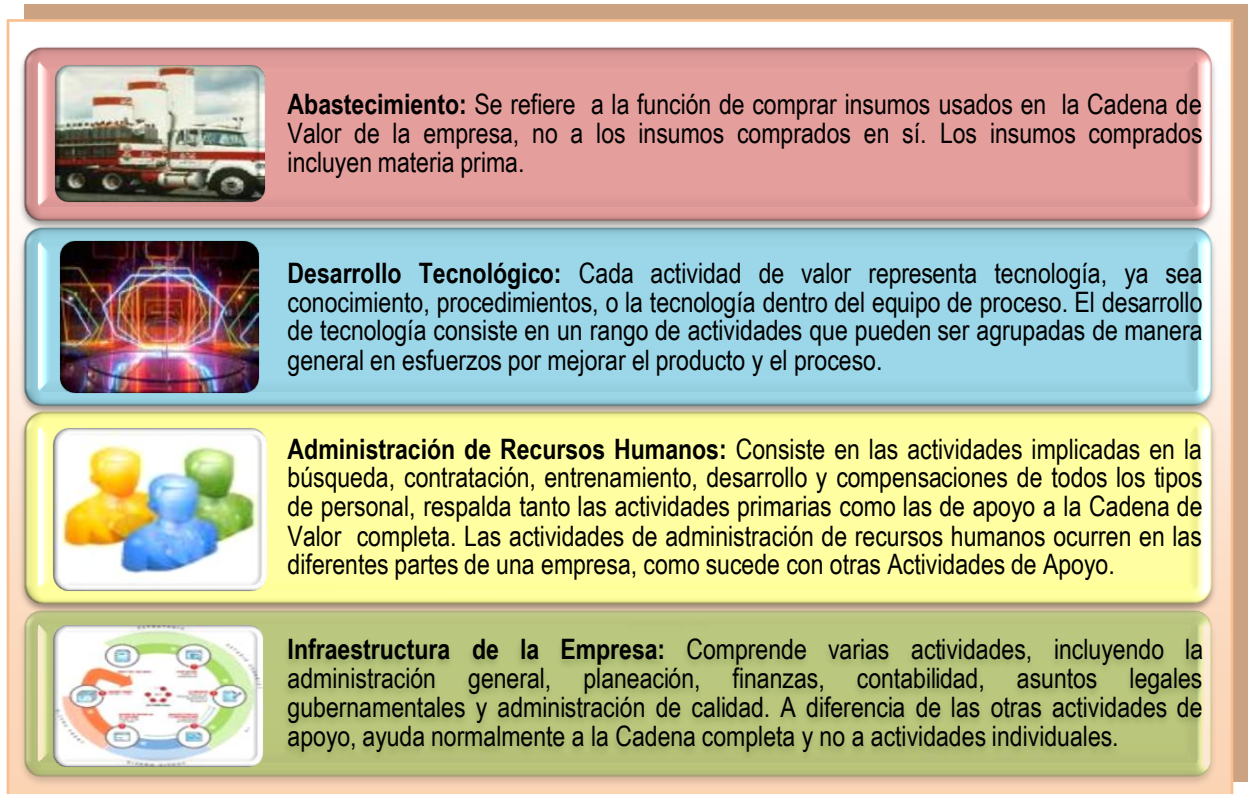 Abastecimiento: Se refiere a la función de comprar insumos usados en la Cadena de
Valor de la empresa, no a los insumos comprados en sí. Los insumos comprados
incluyen materia prima.
Desarrollo Tecnológico: Cada actividad de valor representa tecnología, ya sea
conocimiento, procedimientos, o la tecnología dentro del equipo de proceso. El desarrollo
de tecnología consiste en un rango de actividades que pueden ser agrupadas de manera
general en esfuerzos por mejorar el producto y el proceso.
Administración de Recursos Humanos: Consiste en las actividades implicadas en la
búsqueda, contratación, entrenamiento, desarrollo y compensaciones de todos los tipos
de personal, respalda tanto las actividades primarias como las de apoyo a la Cadena de
Valor completa. Las actividades de administración de recursos humanos ocurren en las
diferentes partes de una empresa, como sucede con otras Actividades de Apoyo.
Infraestructura de la Empresa: Comprende varias actividades, incluyendo la
administración general, planeación, finanzas, contabilidad, asuntos legales
gubernamentales y administración de calidad. A diferencia de las otras actividades de
apoyo, ayuda normalmente a la Cadena completa y no a actividades individuales.